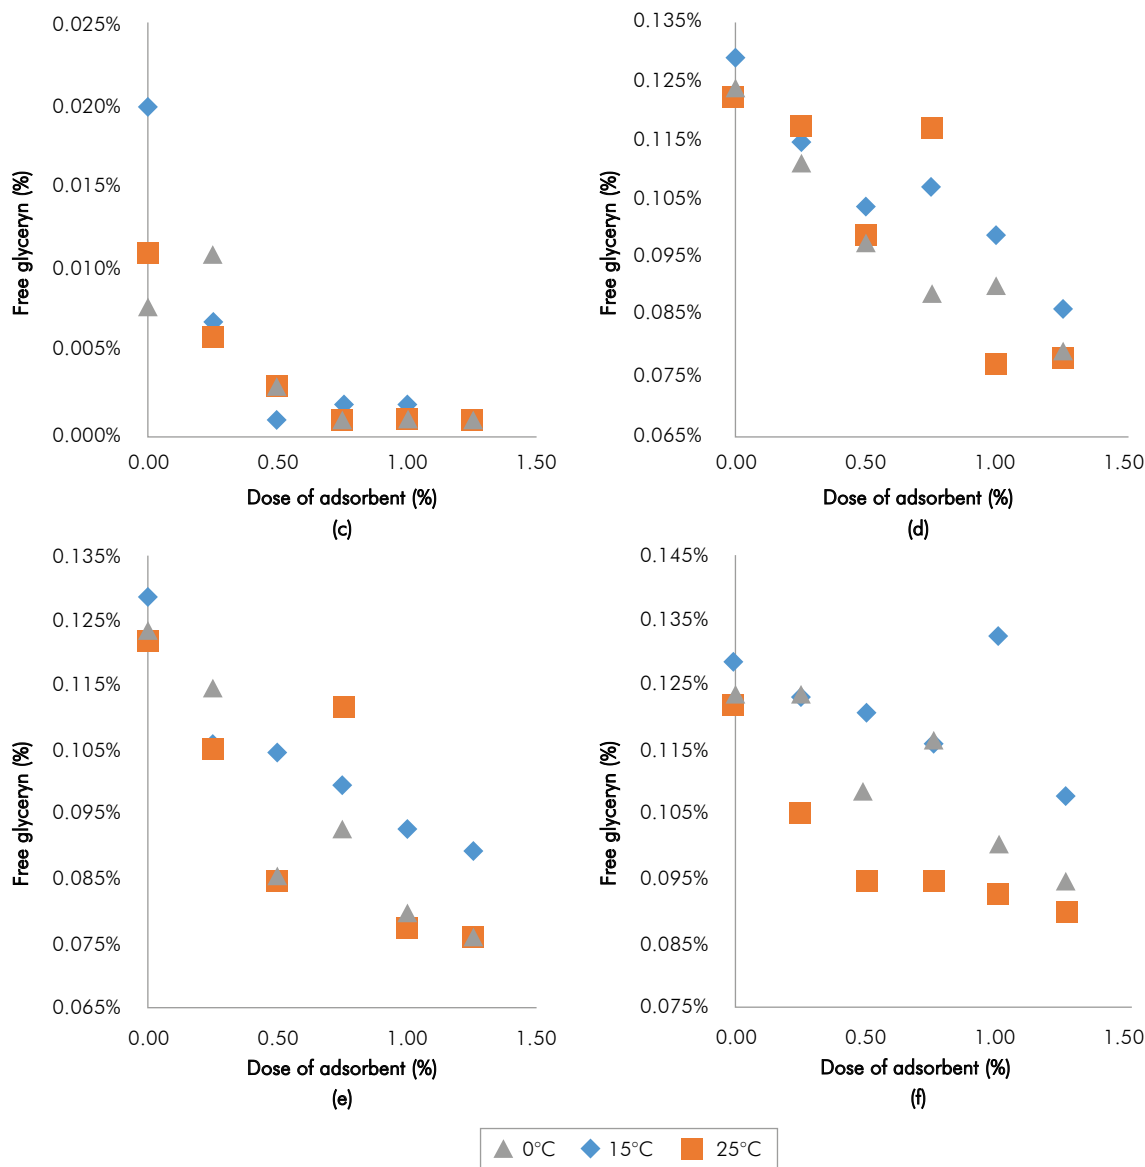 0.025%
0.020%
0.015%
0.010%
0.005%
0.000%
Free glyceryn (%)
0.00 0.50 1.00 1.50
Dose of adsorbent (%)
(c)
0.135%
0.125%
0.115%
0.105%
0.095%
0.085%
0.075%
0.065%
Free glyceryn (%)
0.00 0.50 1.00 1.50
Dose of adsorbent (%)
(d)
0.135%
0.125%
0.115%
0.105%
0.095%
0.085%
0.075%
0.065%
Free glyceryn (%)
0.00 0.50 1.00 1.50
Dose of adsorbent (%)
(e)
0.145%
0.135%
0.125%
0.115%
0.105%
0.095%
0.085%
0.075%
Free glyceryn (%)
0.00 0.50 1.00 1.50
Dose of adsorbent (%)
(f)
0°C 15°C 25°C